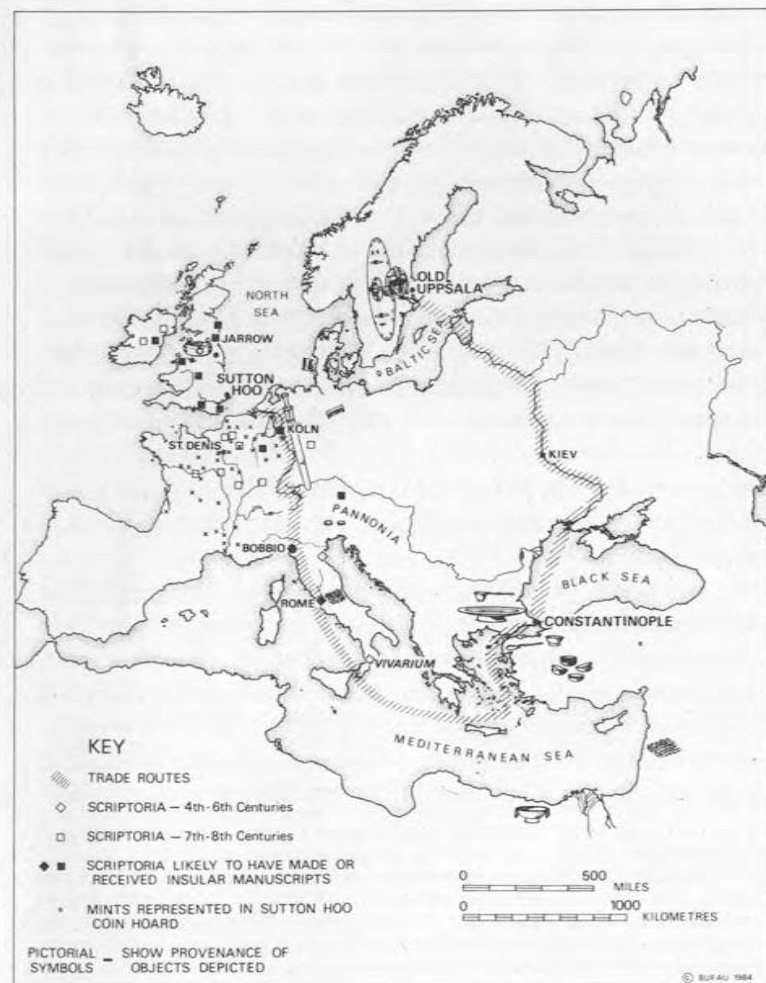 NORTH
SEA
OLD
UPPSALA
JARROW
BALTIC SEA
SUTTON
HOO
KÖLN
ST. DENIS
KIEV
PANNONIA
BOBBIO
BLACK SEA
ROME
CONSTANTINOPLE
VIVARIUM
MEDITERRANEAN SEA
KEY
TRADE ROUTES
SCRIPTORIA – 4th-6th Centuries
SCRIPTORIA – 7th-8th Centuries
SCRIPTORIA LIKELY TO HAVE MADE OR
RECEIVED INSULAR MANUSCRIPTS
MINTS REPRESENTED IN SUTTON HOO
COIN HOARD
PICTORIAL – SHOW PROVENANCE OF
SYMBOLS OBJECTS DEPICTED
0 500
MILES
0 1000
KILOMETRES
© BUFAU 1984